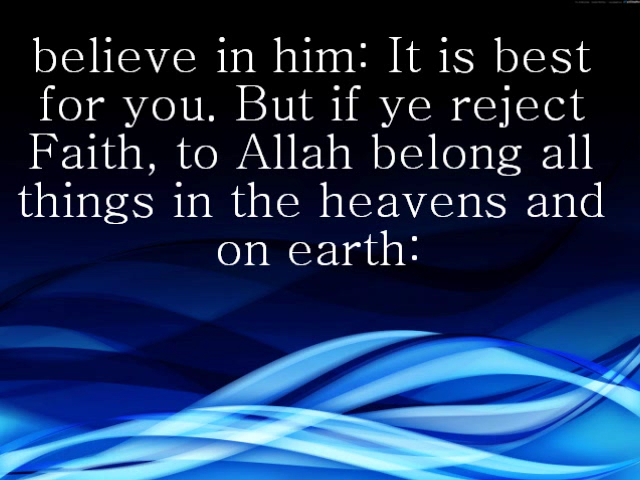 believe in him: It is best
for you. But if ye reject
Faith, to Allah belong all
things in the heavens and
on earth: